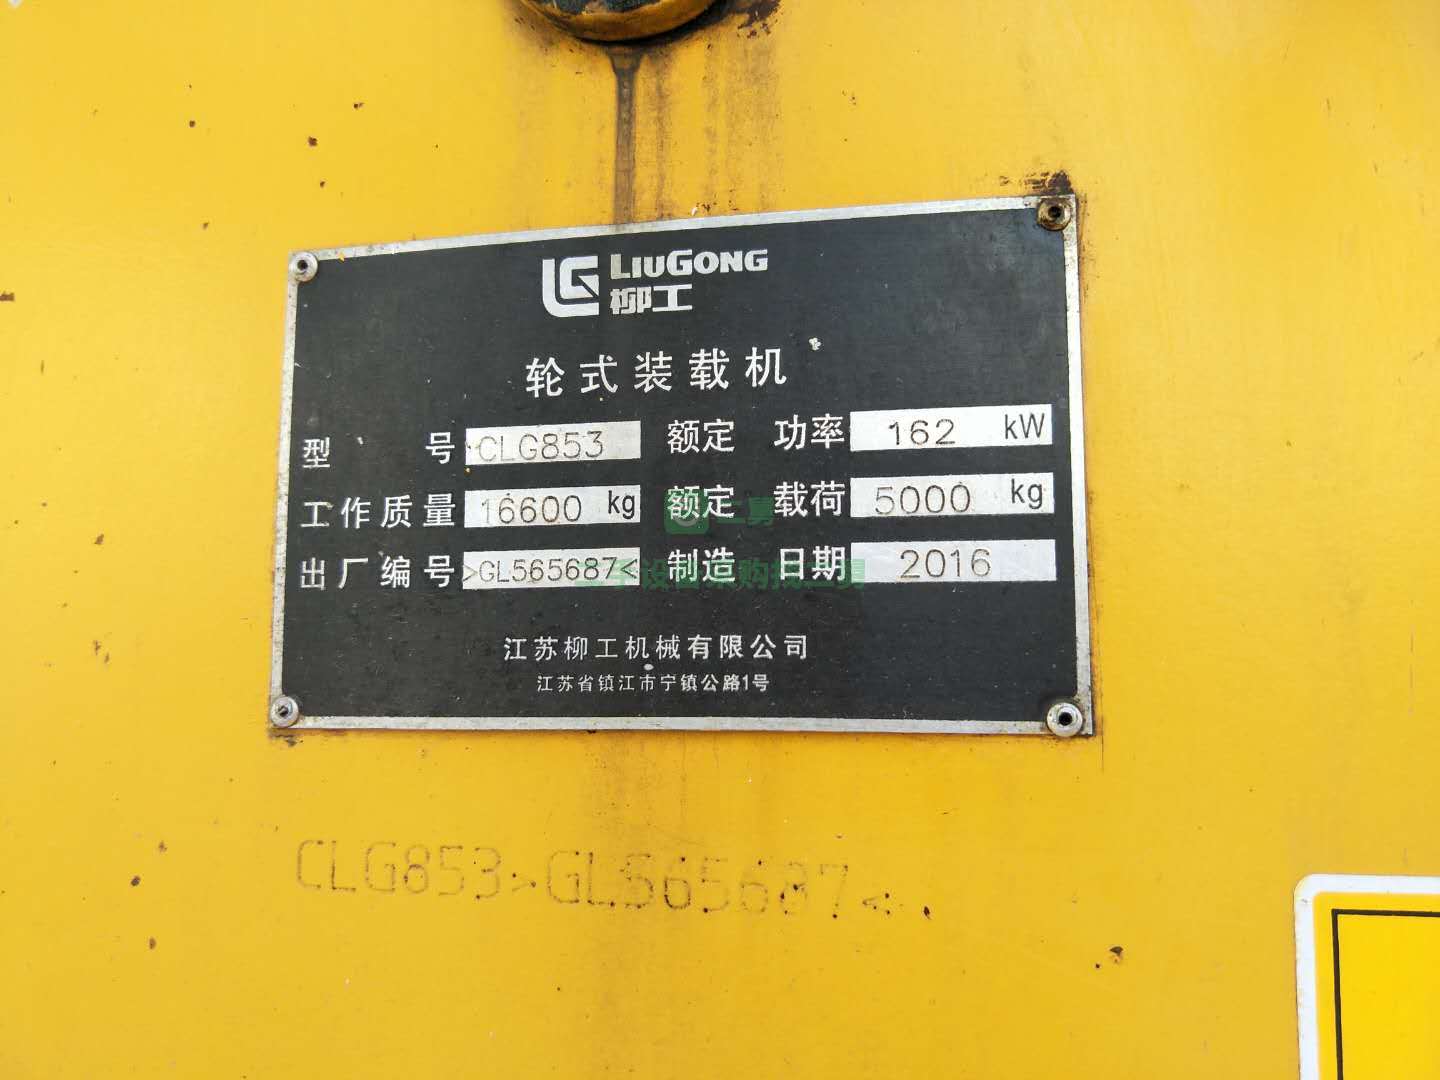 LG LIUGONG
柳工
轮式装载机
型号 CLG853 额定功率 162 kW
工作质量 16600 kg 额定载荷 5000 kg
出厂编号 >GL565687< 制造日期 2016
江苏柳工机械有限公司
江苏省镇江市宁镇公路1号
CLG853>GL565687<